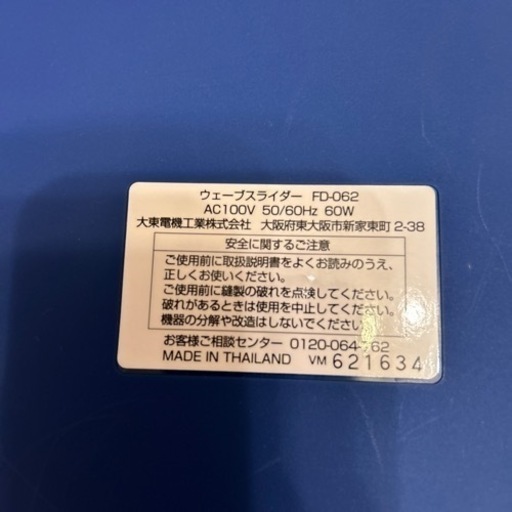 ウェーブスライダー FD-062
AC100V 50/60Hz 60W
大東電機工業株式会社 大阪府東大阪市新家東町2-38
安全に関するご注意
ご使用前に取扱説明書をよくお読みのうえ、
正しくお使いください。
ご使用前に縫製の破れを点検してください。
破れがあるときは使用を中止してください。
機器の分解や改造はしないでください。
お客様ご相談センター
MADE IN THAILAND VM 621634